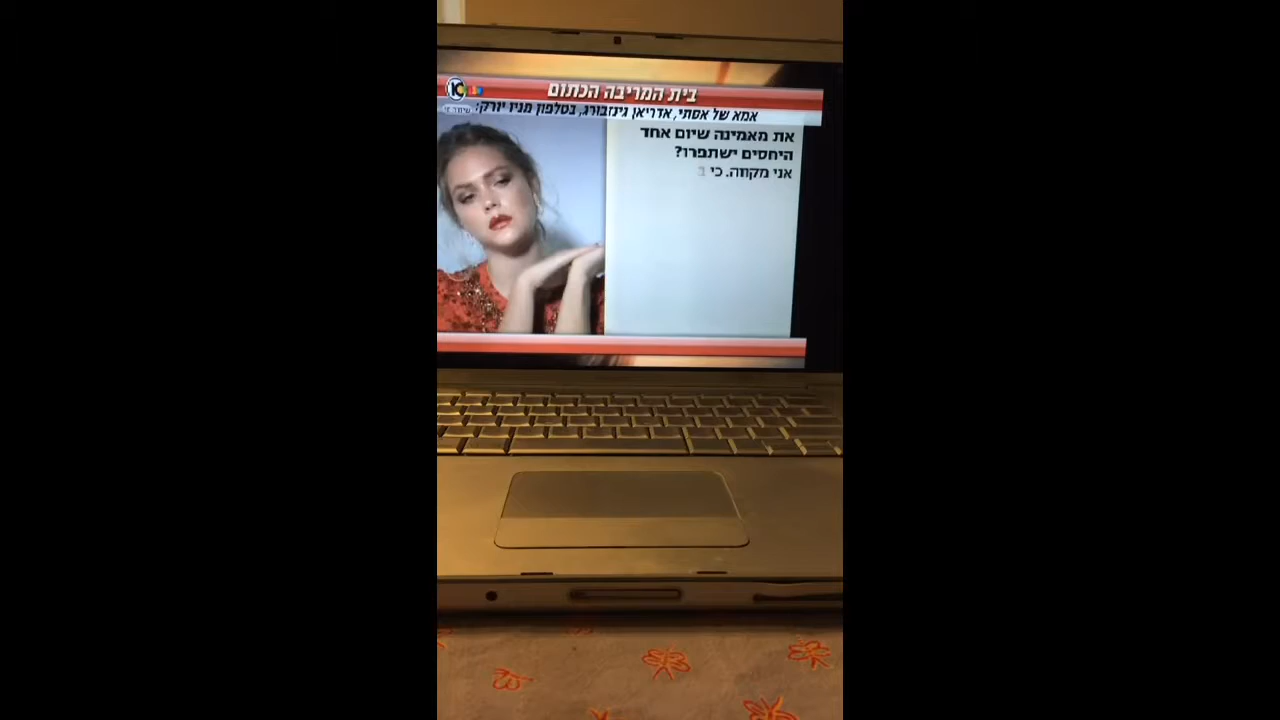 בית המריבה הכתום
אמא של אסתי, אדריאן גינזבורג, בטלפון מניו יורק:
את מאמינה שיום אחד
היחסים ישתפרו?
אני מקווה. כי ב